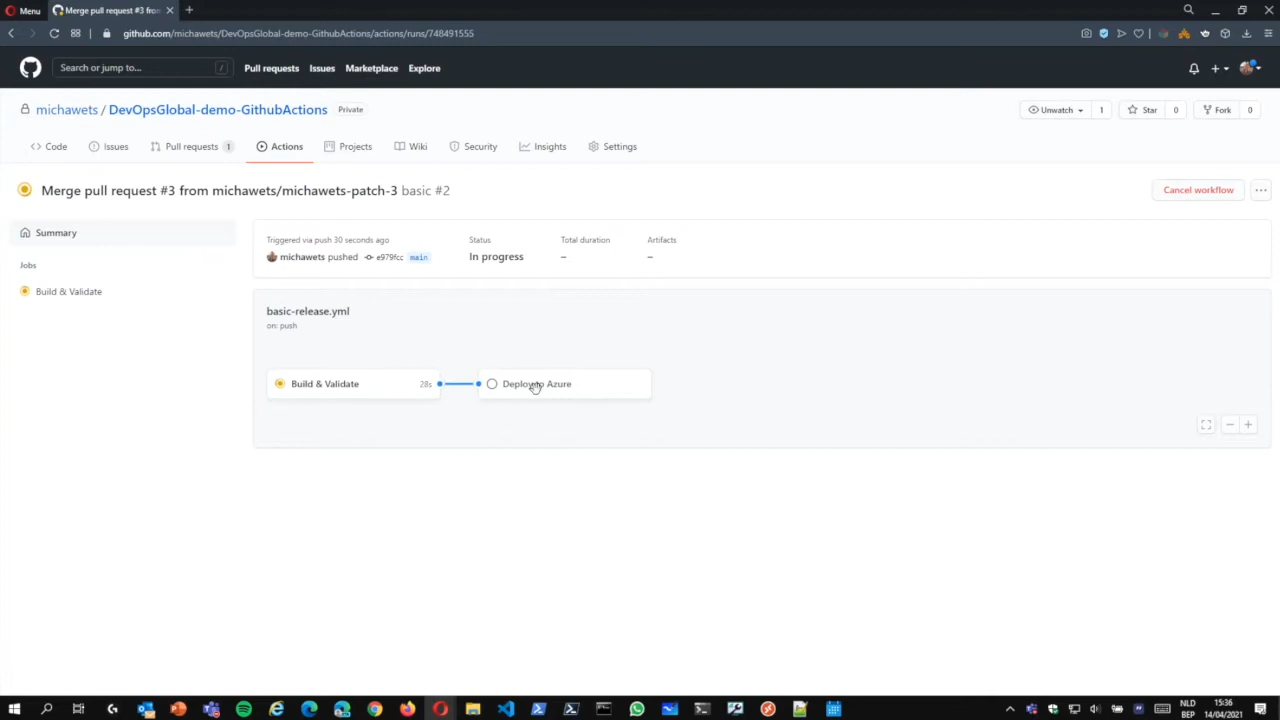 Menu
Merge pull request #3 from
github.com/michawets/DevOpsGlobal-demo-GithubActions/actions/runs/748491555
Search or jump to...
/
Pull requests
Issues
Marketplace
Explore
michawets / DevOpsGlobal-demo-GithubActions
Private
Unwatch
1
Star
0
Fork
0
Code
Issues
Pull requests
1
Actions
Projects
Wiki
Security
Insights
Settings
Merge pull request #3 from michawets/michawets-patch-3 basic #2
Cancel workflow
Summary
Jobs
Build & Validate
Triggered via push 30 seconds ago
michawets pushed
e979fcc
main
Status
In progress
Total duration
–
Artifacts
–
basic-release.yml
on: push
Build & Validate
28s
Deploy to Azure
NLD
BEP
15:36
14/04/2021